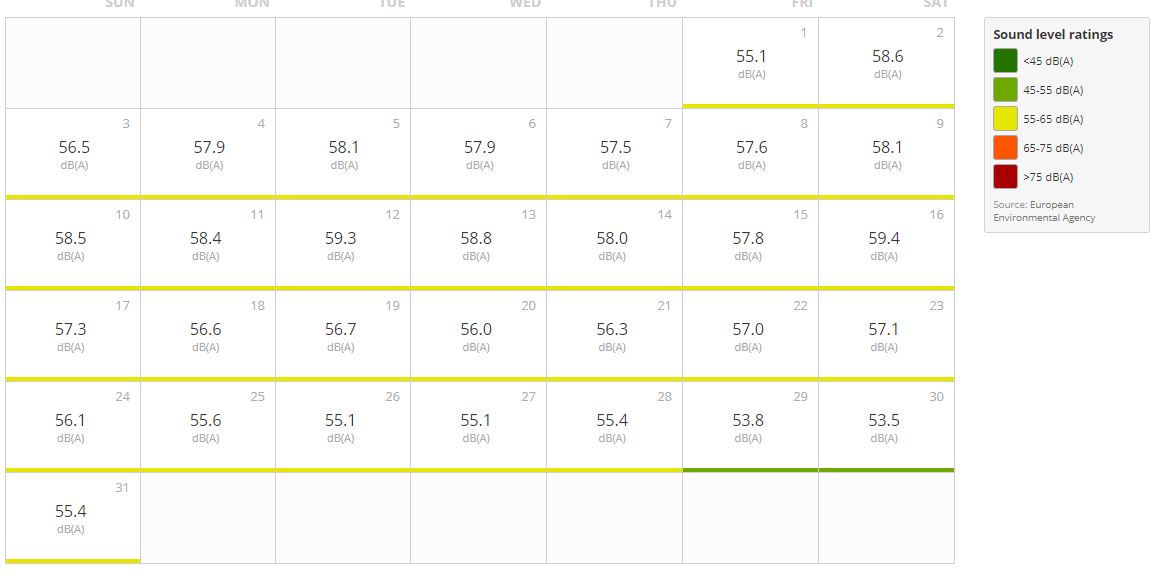 SUN MON TUE WED THU FRI SAT
1 2
55.1 58.6
dB(A) dB(A)
3 4 5 6 7 8 9
56.5 57.9 58.1 57.9 57.5 57.6 58.1
dB(A) dB(A) dB(A) dB(A) dB(A) dB(A) dB(A)
10 11 12 13 14 15 16
58.5 58.4 59.3 58.8 58.0 57.8 59.4
dB(A) dB(A) dB(A) dB(A) dB(A) dB(A) dB(A)
17 18 19 20 21 22 23
57.3 56.6 56.7 56.0 56.3 57.0 57.1
dB(A) dB(A) dB(A) dB(A) dB(A) dB(A) dB(A)
24 25 26 27 28 29 30
56.1 55.6 55.1 55.1 55.4 53.8 53.5
dB(A) dB(A) dB(A) dB(A) dB(A) dB(A) dB(A)
31
55.4
dB(A)
Sound level ratings
<45 dB(A)
45-55 dB(A)
55-65 dB(A)
65-75 dB(A)
>75 dB(A)
Source: European
Environmental Agency